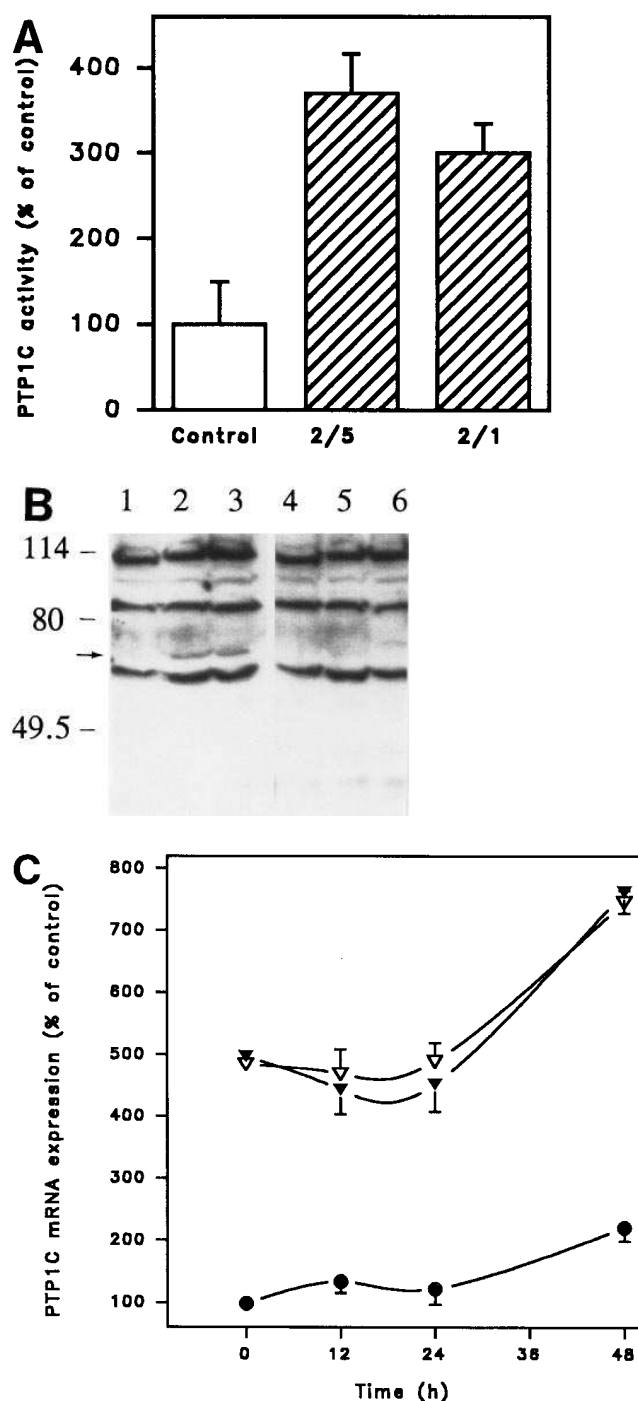 A
PTP1C activity (% of control)
400
300
200
100
0
Control 2/5 2/1
B
1 2 3 4 5 6
114
80
49.5
C
PTP1C mRNA expression (% of control)
800
700
600
500
400
300
200
100
0 12 24 36 48
Time (h)